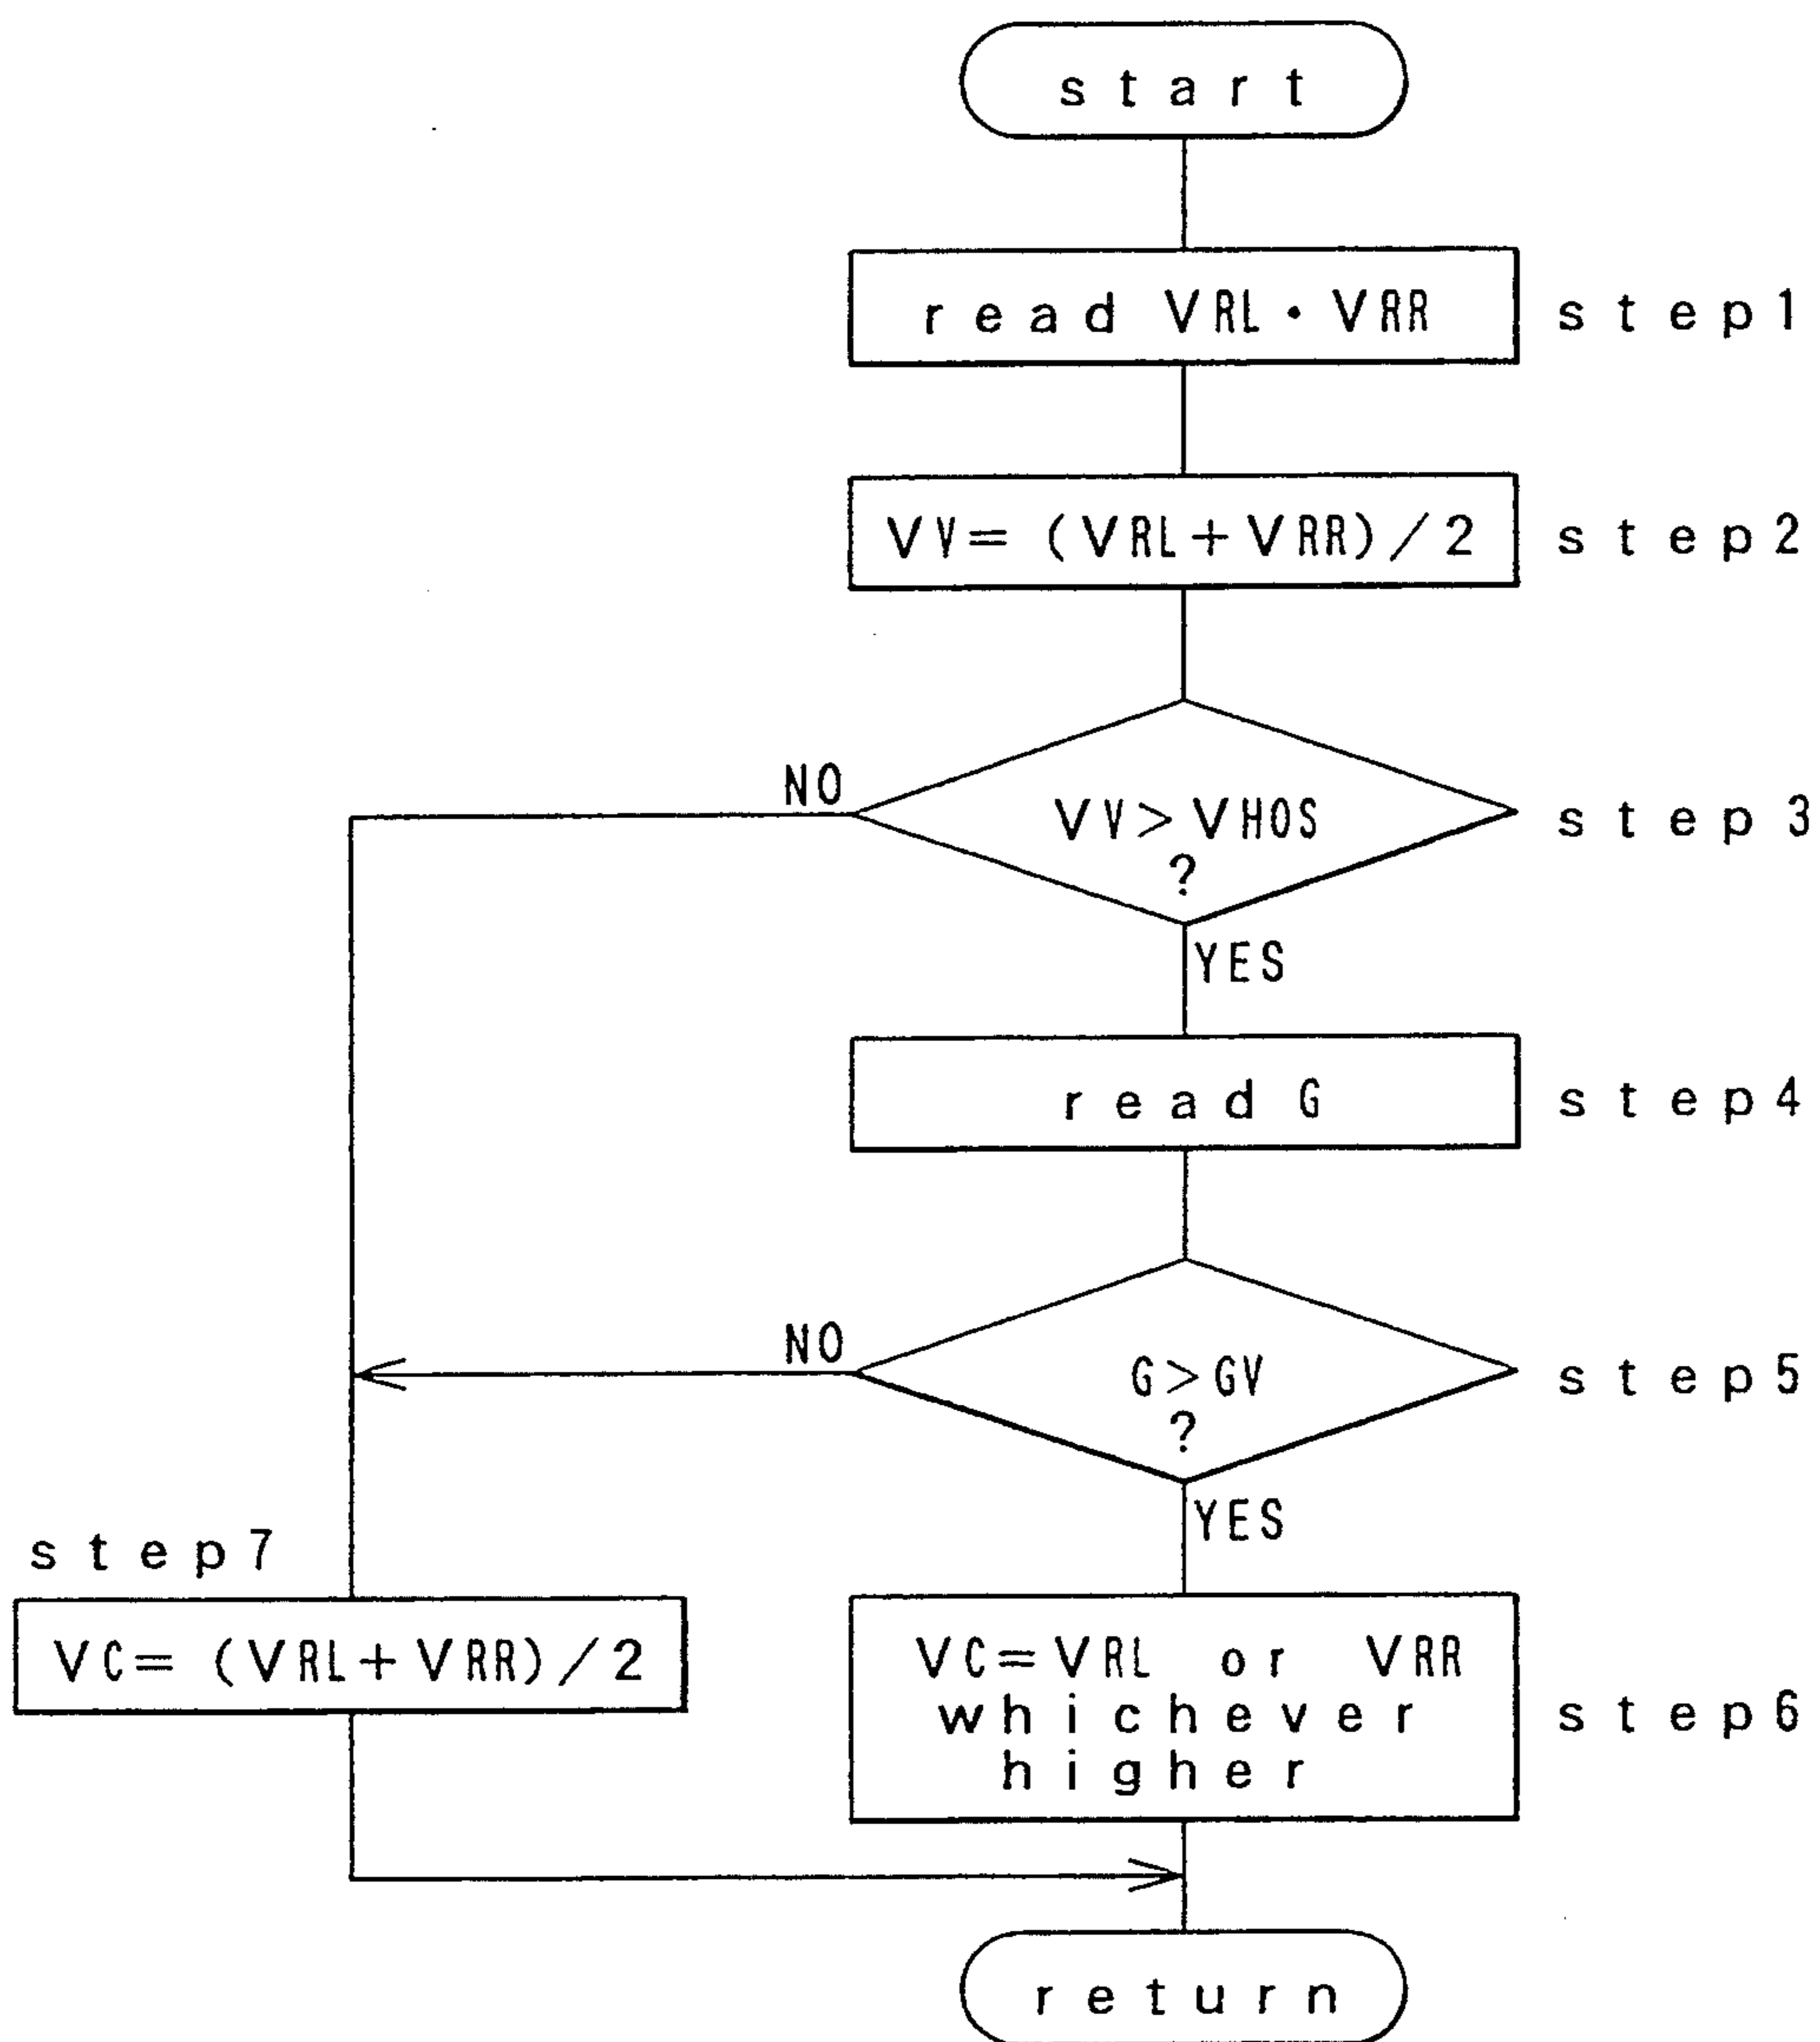 start
read VRL・VRR step1
VV=(VRL+VRR)/2 step2
NO
VV>VHOS step3
?
YES
read G step4
NO
G>GV step5
?
YES
step7
VC=(VRL+VRR)/2
VC=VRL or VRR
whichever step6
higher
return